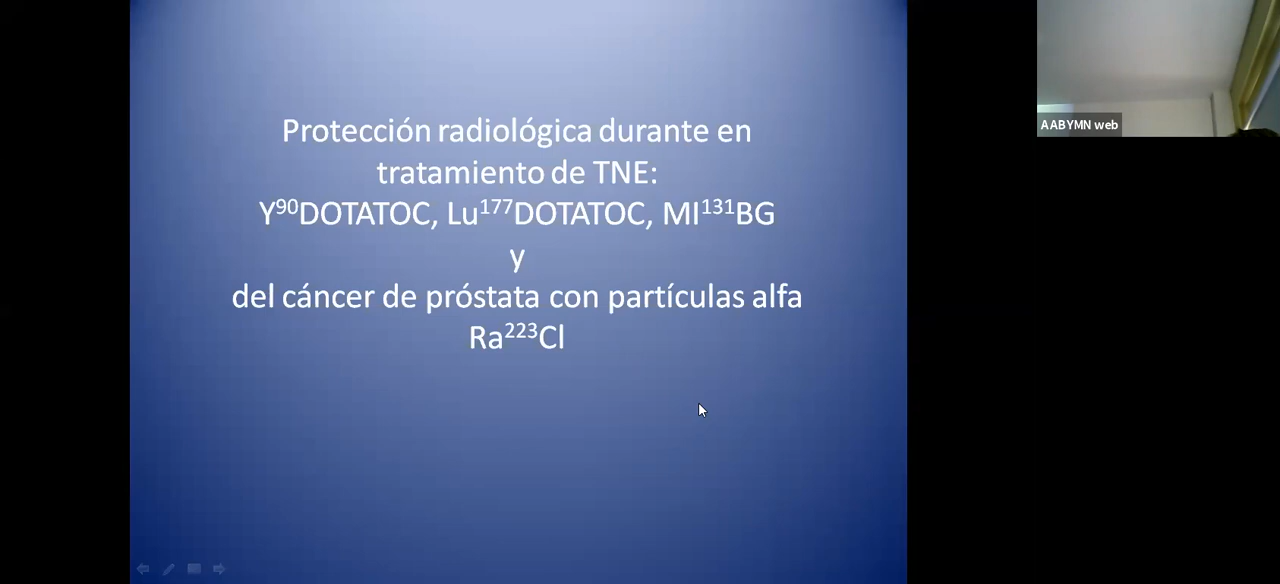 Protección radiológica durante en
tratamiento de TNE:
Y⁹⁰DOTATOC, Lu¹⁷⁷DOTATOC, MI¹³¹BG
y
del cáncer de próstata con partículas alfa
Ra²²³Cl
AABYMN web